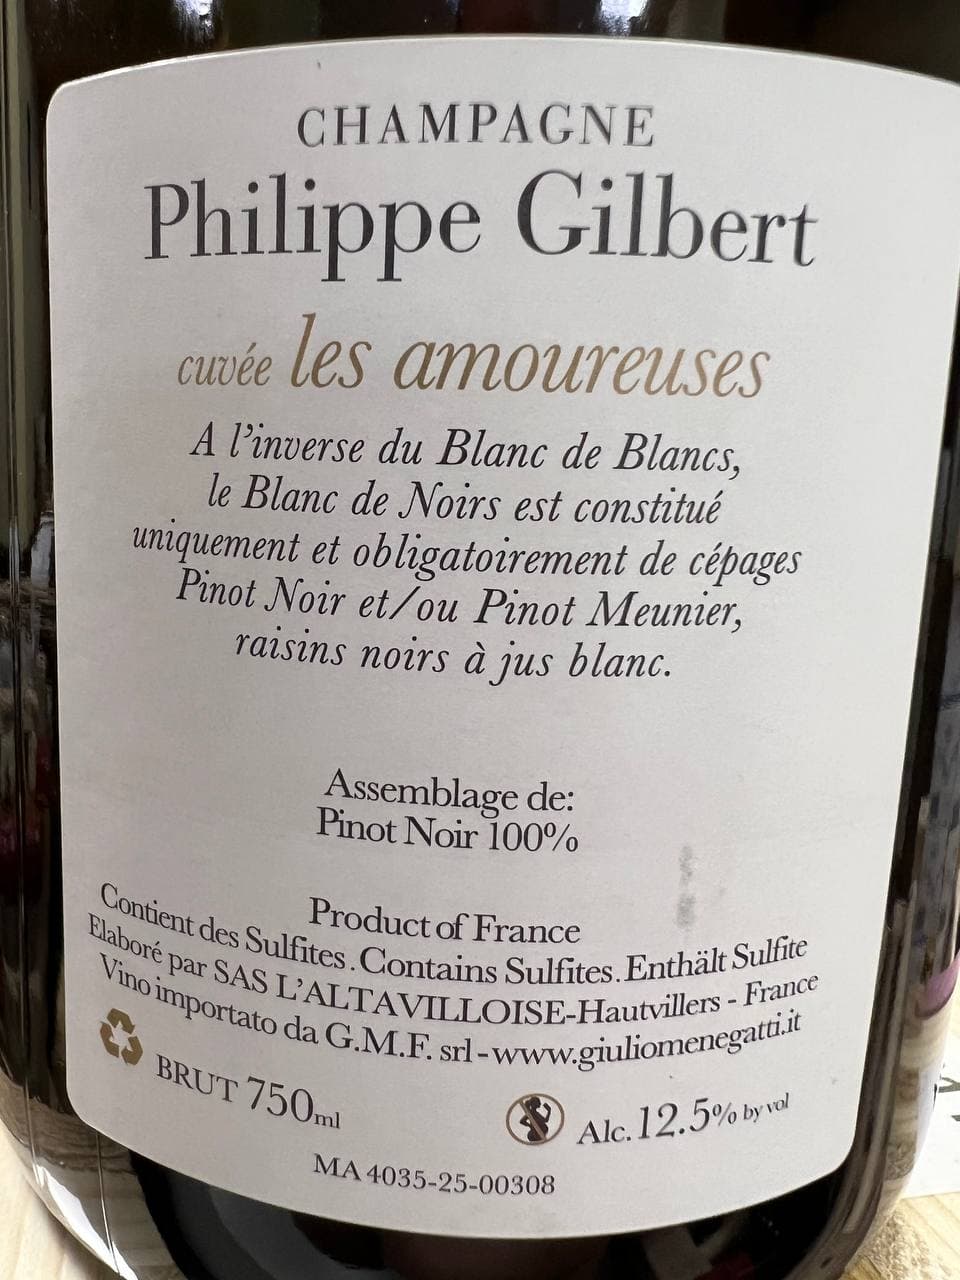 CHAMPAGNE
Philippe Gilbert
cuvée les amoureuses
A l'inverse du Blanc de Blancs,
le Blanc de Noirs est constitué
uniquement et obligatoirement de cépages
Pinot Noir et/ou Pinot Meunier,
raisins noirs à jus blanc.
Assemblage de:
Pinot Noir 100%
Product of France
Contient des Sulfites. Contains Sulfites. Enthält Sulfite
Elaboré par SAS L'ALTAVILLOISE-Hautvillers - France
Vino importato da G.M.F. srl - www.giuliomenegatti.it
BRUT 750ml
Alc. 12.5% by vol
MA 4035-25-00308